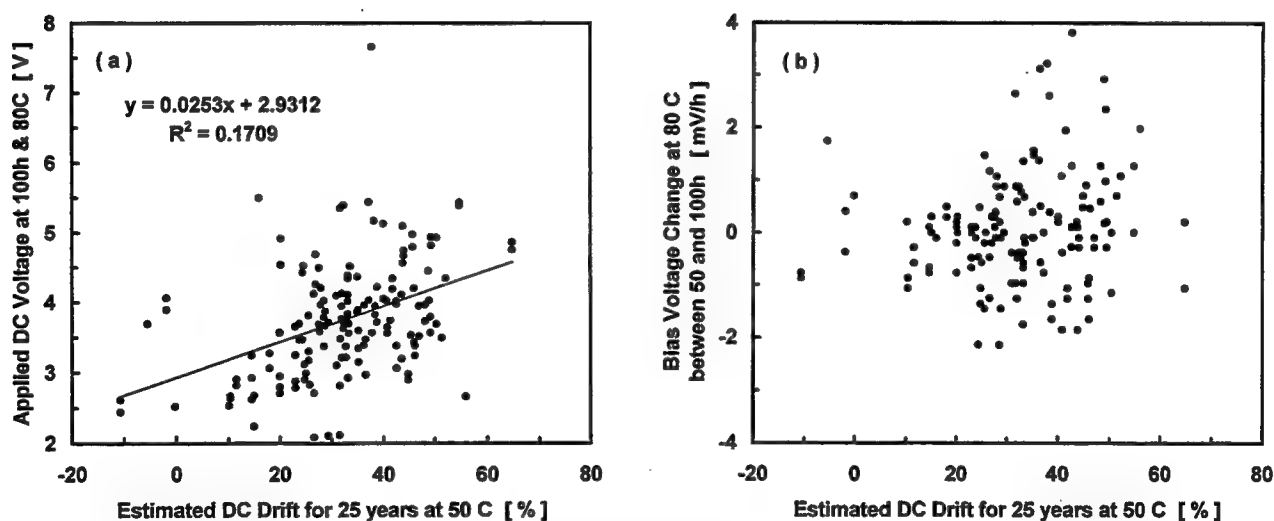 8
7
6
5
4
3
2
-20
0
20
40
60
80
( a )
y = 0.0253x + 2.9312
R² = 0.1709
Applied DC Voltage at 100h & 80C [ V ]
Estimated DC Drift for 25 years at 50 C [ % ]
4
2
0
-2
-4
-20
0
20
40
60
80
( b )
Bias Voltage Change at 80 C
between 50 and 100h [ mV/h ]
Estimated DC Drift for 25 years at 50 C [ % ]